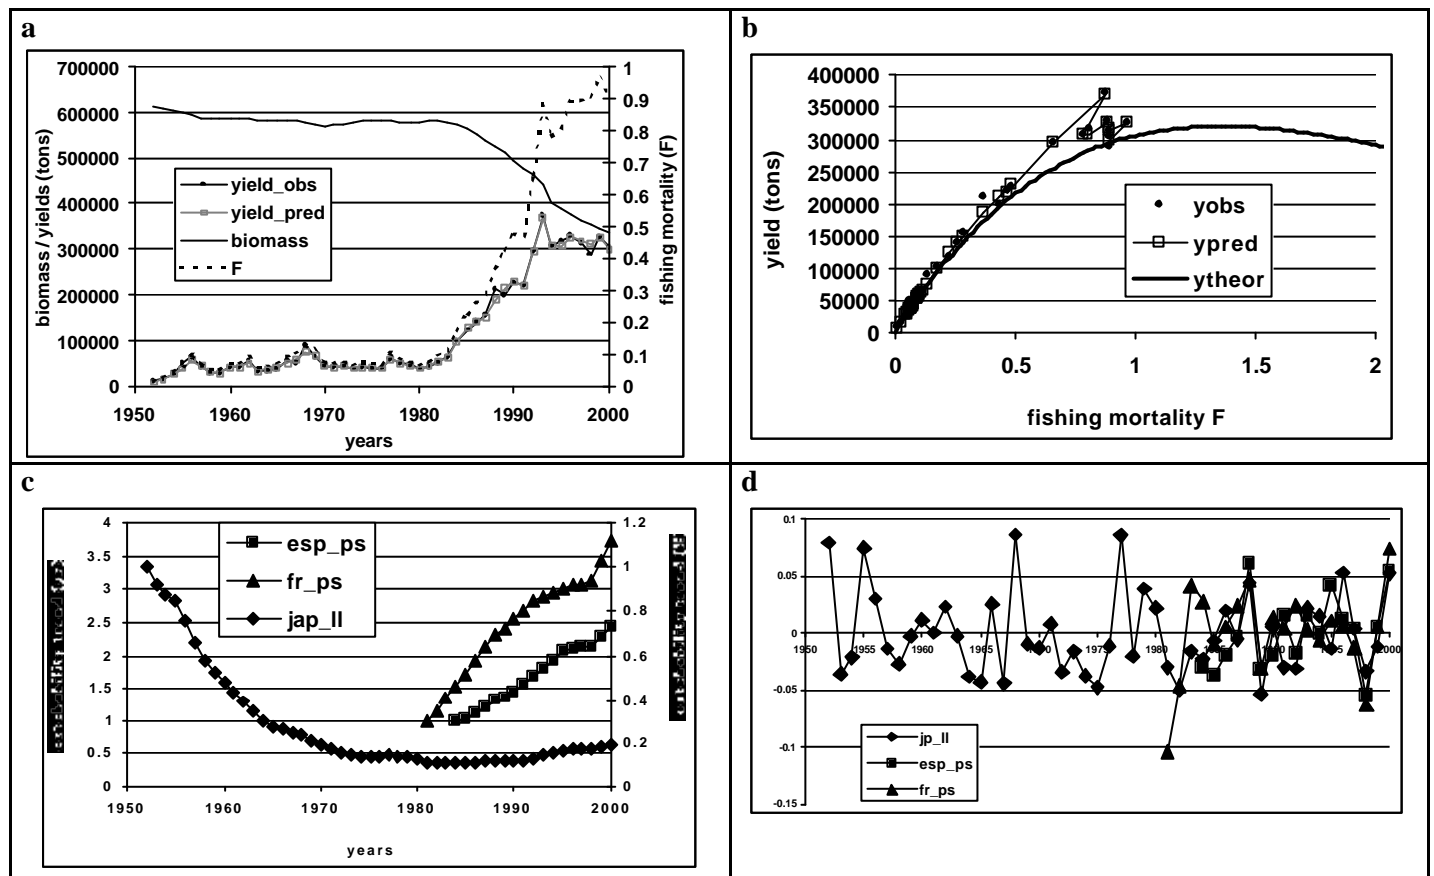 a
700000
600000
500000
400000
300000
200000
100000
0
1
0.9
0.8
0.7
0.6
0.5
0.4
0.3
0.2
0.1
0
biomass / yields (tons)
fishing mortality (F)
yield_obs
yield_pred
biomass
F
1950 1960 1970 1980 1990 2000
years
b
400000
350000
300000
250000
200000
150000
100000
50000
0
yield (tons)
yobs
ypred
ytheor
0 0.5 1 1.5 2
fishing mortality F
c
4
3.5
3
2.5
2
1.5
1
0.5
0
1.2
1
0.8
0.6
0.4
0.2
0
esp_ps
fr_ps
jap_ll
1950 1960 1970 1980 1990 2000
years
d
0.1
0.05
0
-0.05
-0.1
-0.15
1950 1955 1960 1965 1970 1975 1980 2000
jp_ll
esp_ps
fr_ps